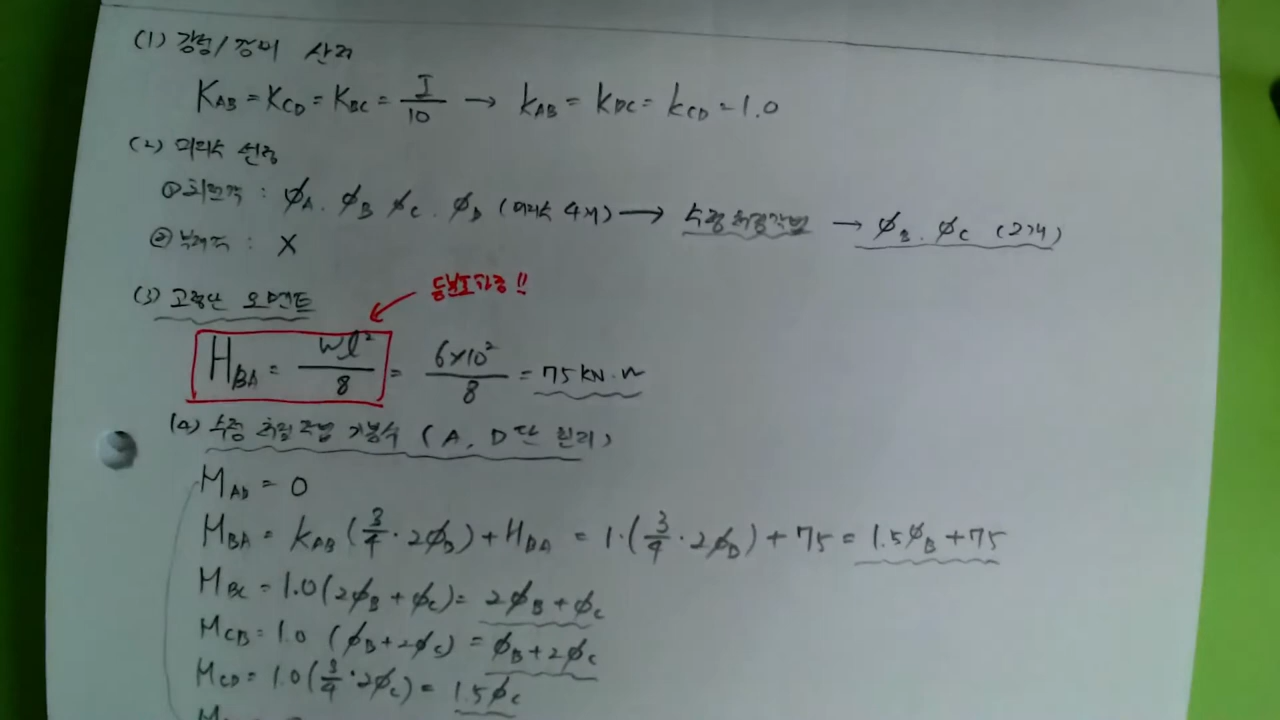 (1) 강성/강비 산정
K_AB = K_CD = K_BC = I/10 → k_AB = k_BC = k_CD = 1.0
(2) 미지수 선정
① 회전각 : φ_A, φ_B φ_C, φ_D (미지수 4개) → 수정 처짐각법 → φ_B, φ_C (2개)
② 부재각 : X
등분포하중!!
(3) 고정단 모멘트
H_BA = wl²/8 = 6×10²/8 = 75 kN·m
(4) 수정 처짐각법 기본식 (A, D단 힌지)
M_AB = 0
M_BA = k_AB (3/4 · 2φ_B) + H_BA = 1·(3/4 · 2φ_B) + 75 = 1.5φ_B + 75
M_BC = 1.0(2φ_B + φ_C) = 2φ_B + φ_C
M_CB = 1.0 (φ_B + 2φ_C) = φ_B + 2φ_C
M_CD = 1.0(3/4 · 2φ_C) = 1.5φ_C